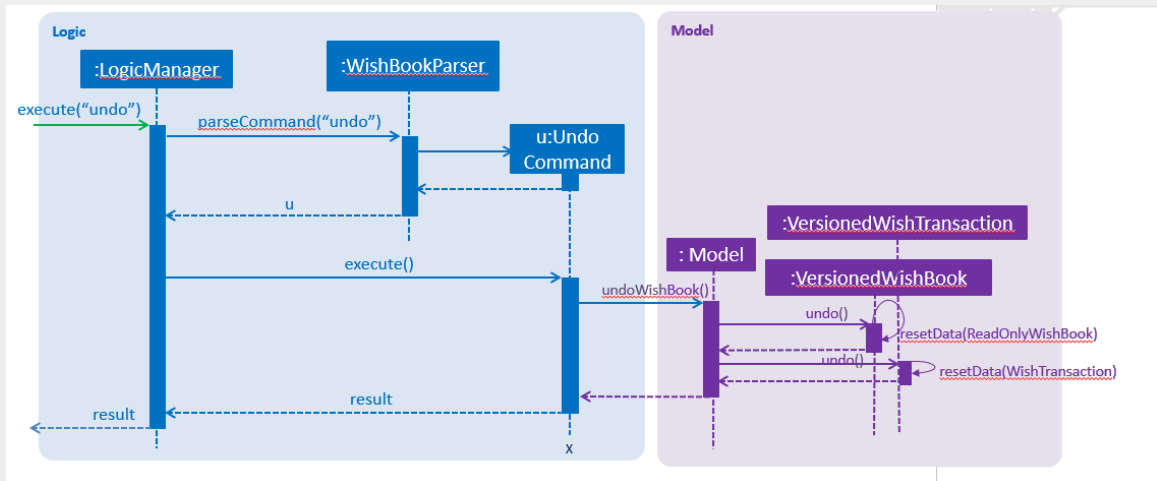 Logic
Model
:LogicManager
:WishBookParser
execute(“undo”)
parseCommand(“undo”)
u:Undo
Command
u
:VersionedWishTransaction
: Model
execute()
:VersionedWishBook
undoWishBook()
undo()
resetData(ReadOnlyWishBook)
undo()
resetData(WishTransaction)
result
result
x